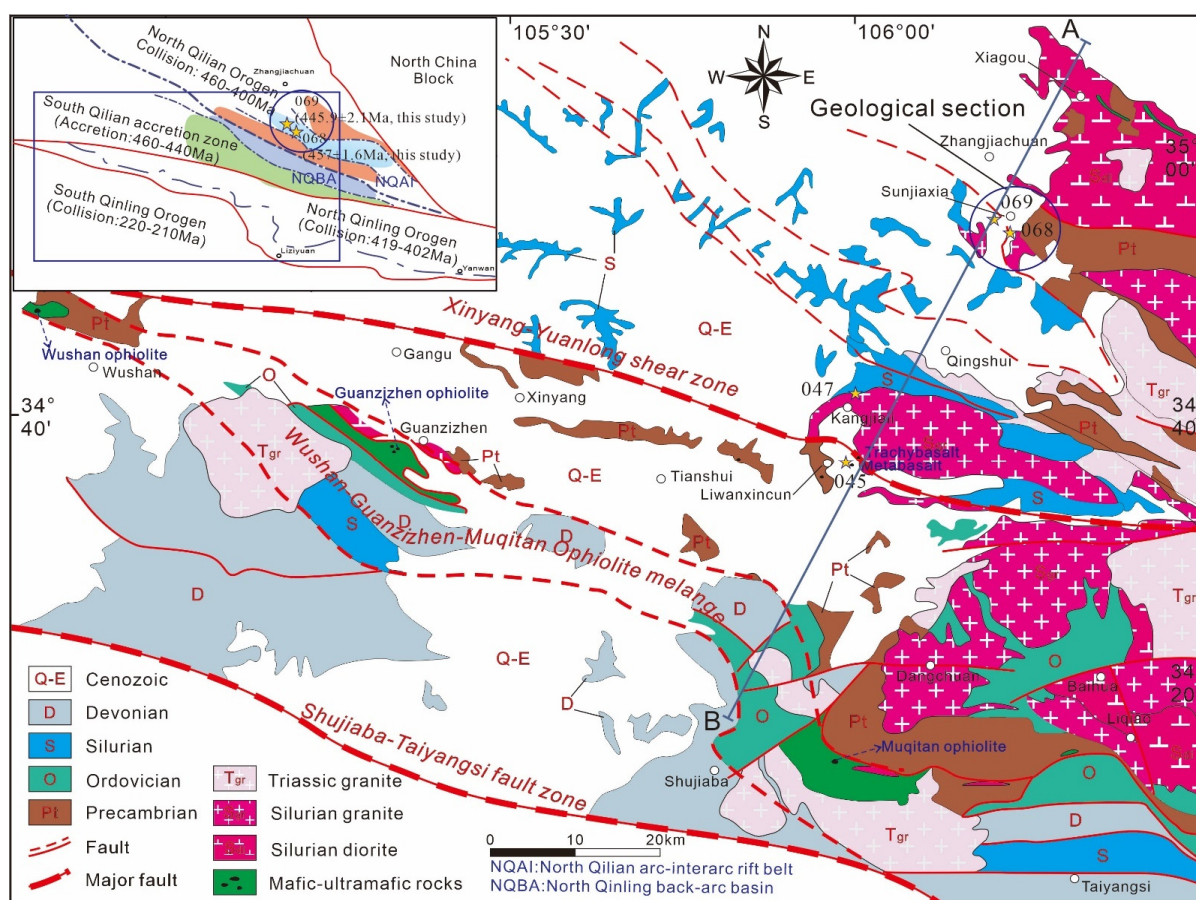 105°30'
106°00'
A
Xiagou
N
W
E
S
Geological section
Zhangjiachuan
35°
00'
Sunjiaxia
069
068
Pt
North Qilian Orogen
Collision: 460-400Ma
Zhangjiachuan
North China
Block
069
(445.9±2.1Ma, this study)
068
(457±1.6Ma, this study)
South Qilian accretion zone
(Accretion:460-440Ma)
NQBA
NQAI
South Qinling Orogen
(Collision:220-210Ma)
North Qinling Orogen
(Collision:419-402Ma)
Liziyuan
Yanwan
S
Xinyang-Yuanlong shear zone
Q-E
Pt
Wushan ophiolite
Wushan
Gangu
Qingshui
S
Tgr
34°
40'
O
Guanzizhen ophiolite
Xinyang
047
Kangjian
34°
40'
Pt
Guanzizhen
Pt
Pt
Tgr
Wushan-Guanzizhen-Muqitan Ophiolite melange
Q-E
Tianshui
Liwanxincun
Trachybasalt
Metabasalt
045
S
S
D
D
Pt
Pt
D
D
Tgr
Q-E
D
O
Dangchuan
Baihua
34°
20'
Liqiao
B
O
Pt
Muqitan ophiolite
Shujiaba-Taiyangsi fault zone
Shujiaba
O
D
Tgr
S
Taiyangsi
Q-E Cenozoic
D Devonian
S Silurian
O Ordovician
Pt Precambrian
Fault
Major fault
Tgr Triassic granite
Silurian granite
Silurian diorite
Mafic-ultramafic rocks
0 10 20km
NQAI:North Qilian arc-interarc rift belt
NQBA:North Qinling back-arc basin